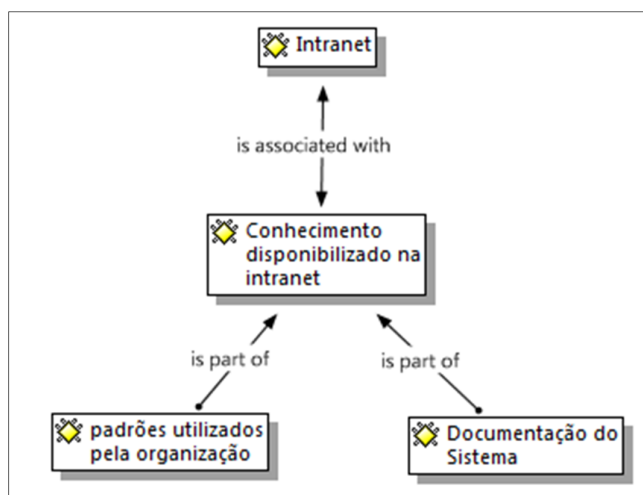 Intranet
is associated with
Conhecimento
disponibilizado na
intranet
is part of
is part of
padrões utilizados
pela organização
Documentação do
Sistema